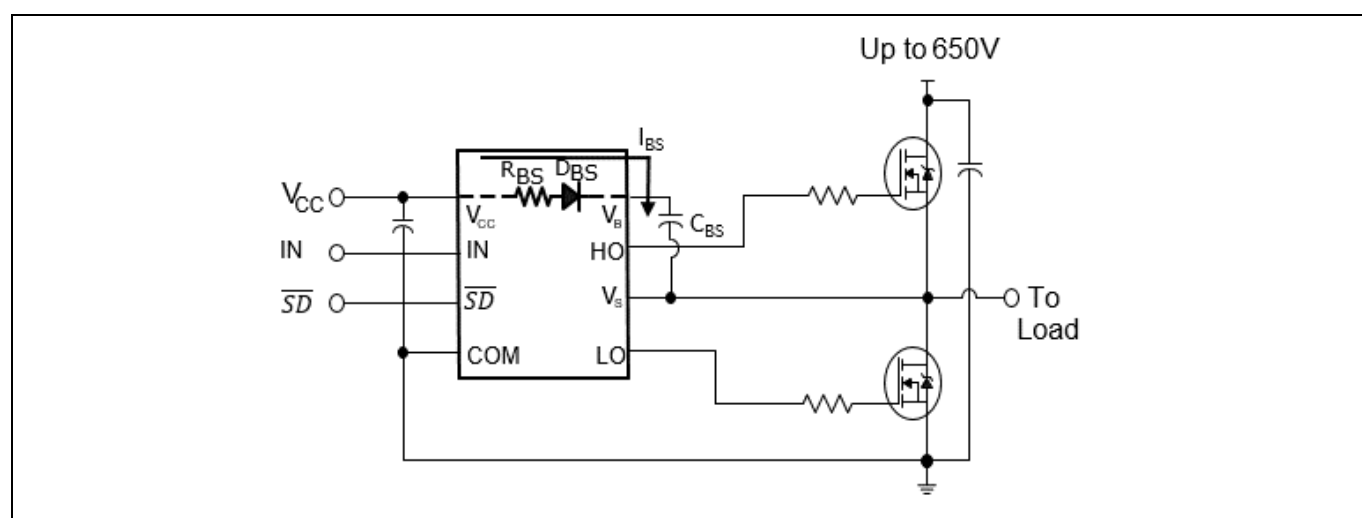 Up to 650V
I_BS
R_BS D_BS
V_CC
V_CC
V_B
C_BS
IN
IN
HO
SD
SD
V_S
To
Load
COM
LO